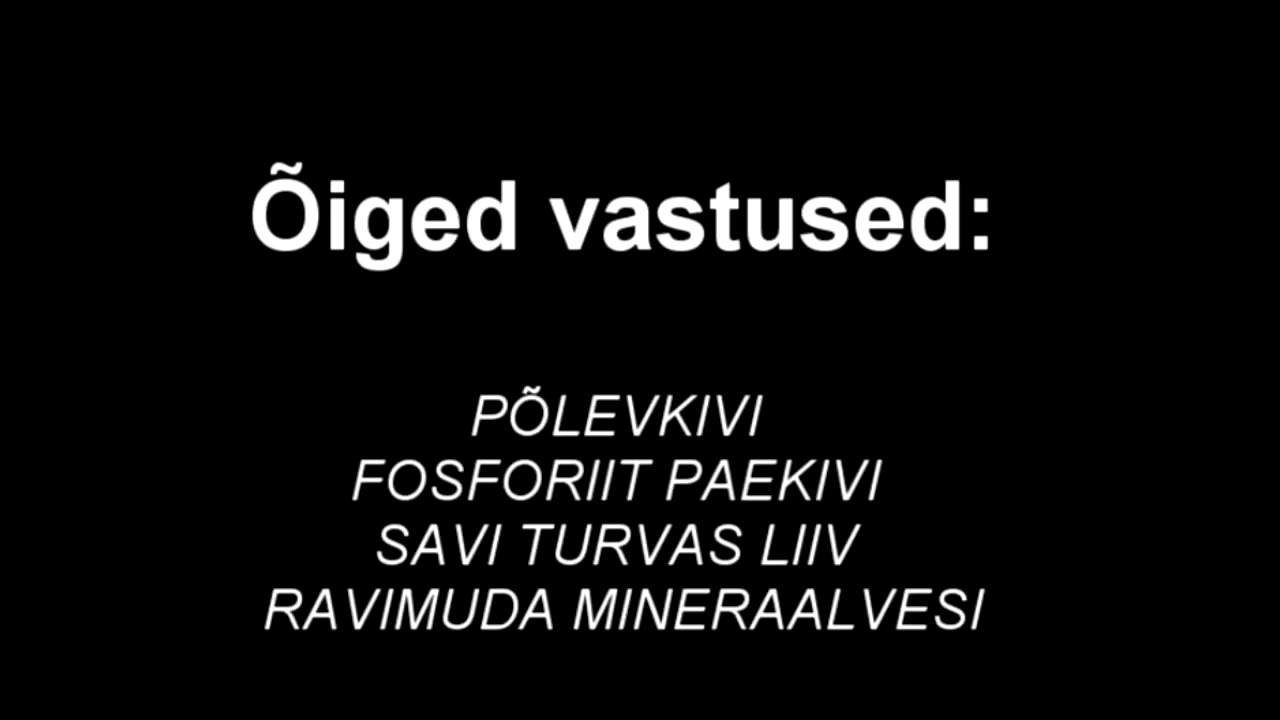 Õiged vastused:
PÕLEVKIVI
FOSFORIIT PAEKIVI
SAVI TURVAS LIIV
RAVIMUDA MINERAALVESI